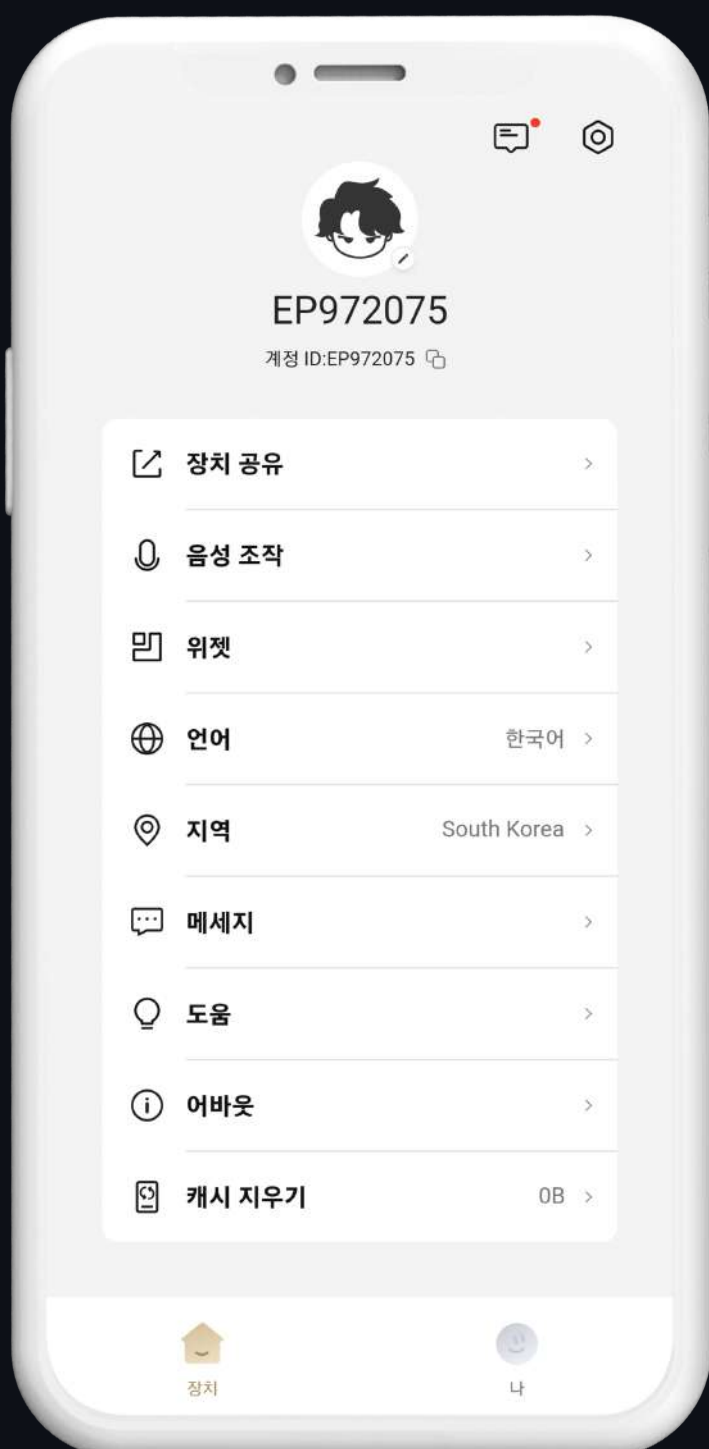 EP972075
계정 ID:EP972075
장치 공유
음성 조작
위젯
언어 한국어
지역 South Korea
메세지
도움
어바웃
캐시 지우기 0B
장치 나